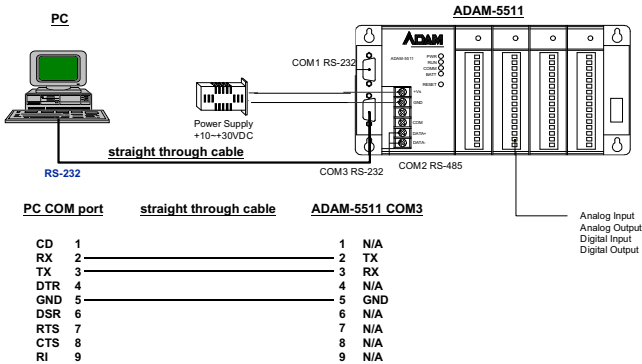 PC
ADAM-5511
ADAM
ADAM-5511
PWR
RUN
COMM
BATT
RESET
COM1 RS-232
+Vs
GND
COM
DATA+
DATA-
Power Supply
+10~+30VDC
straight through cable
RS-232
COM3 RS-232
COM2 RS-485
Analog Input
Analog Output
Digital Input
Digital Output
PC COM port straight through cable ADAM-5511 COM3
CD 1 1 N/A
RX 2 2 TX
TX 3 3 RX
DTR 4 4 N/A
GND 5 5 GND
DSR 6 6 N/A
RTS 7 7 N/A
CTS 8 8 N/A
RI 9 9 N/A